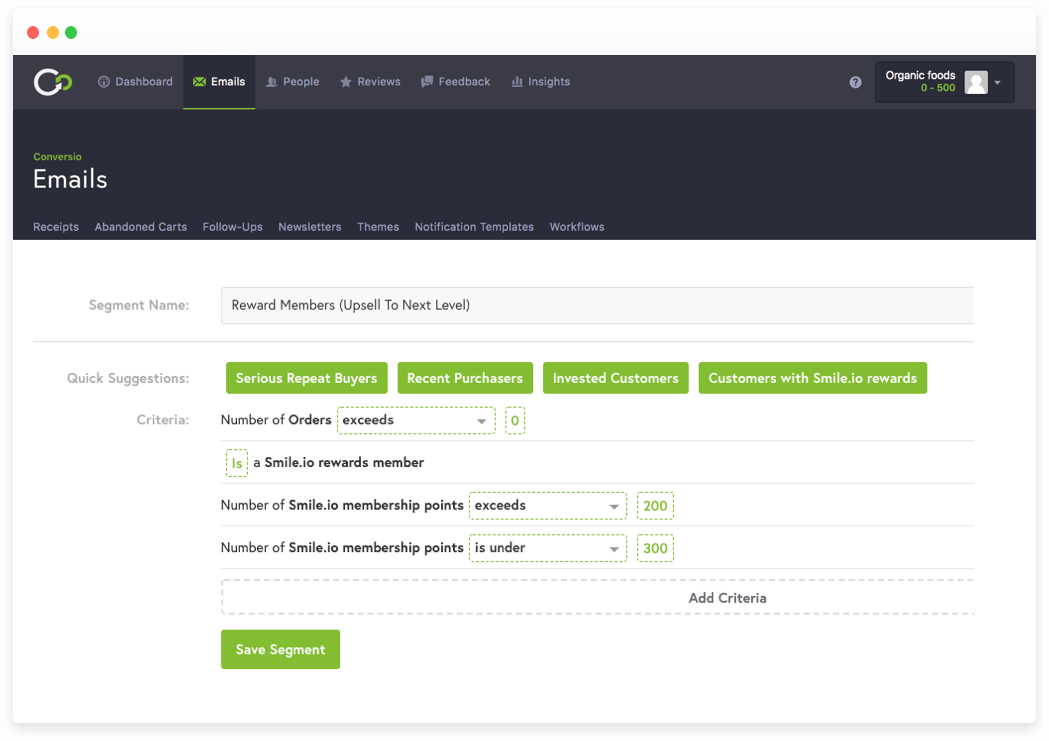 Dashboard Emails People Reviews Feedback Insights ? Organic foods
0 - 500
Conversio
Emails
Receipts Abandoned Carts Follow-Ups Newsletters Themes Notification Templates Workflows
Segment Name: Reward Members (Upsell To Next Level)
Quick Suggestions: Serious Repeat Buyers Recent Purchasers Invested Customers Customers with Smile.io rewards
Criteria: Number of Orders exceeds 0
Is a Smile.io rewards member
Number of Smile.io membership points exceeds 200
Number of Smile.io membership points is under 300
Add Criteria
Save Segment